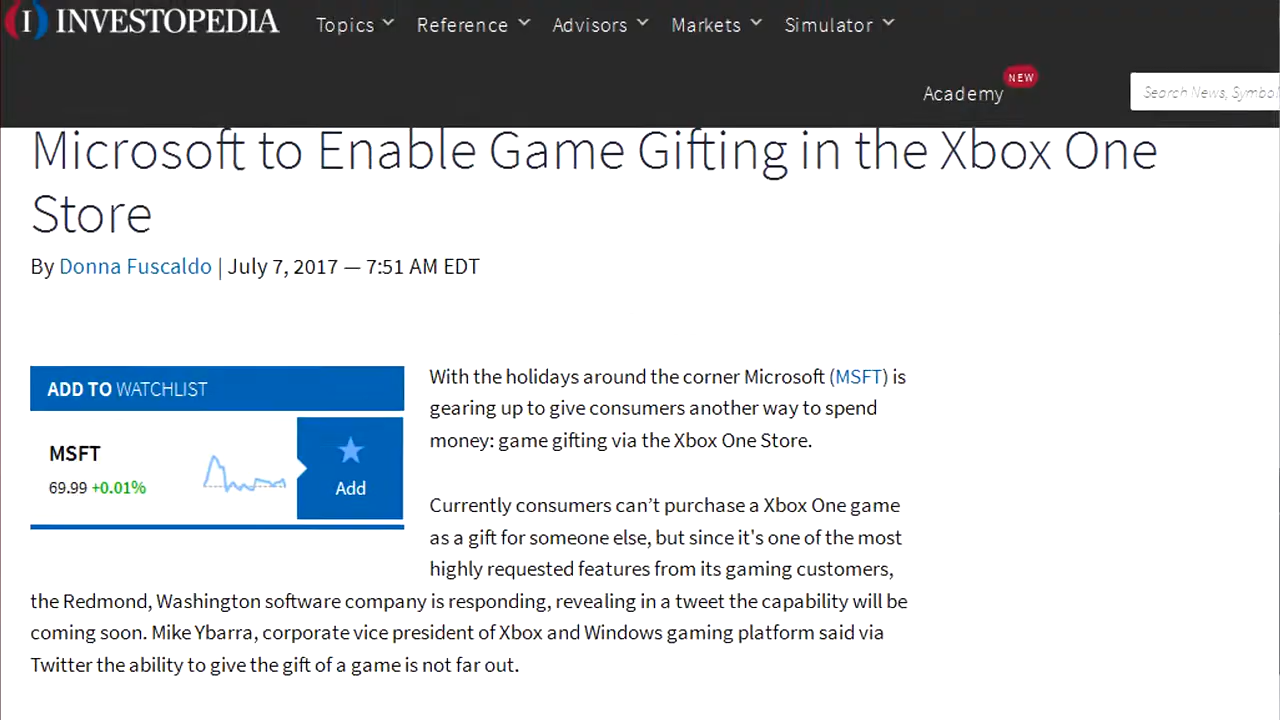 INVESTOPEDIA Topics Reference Advisors Markets Simulator
NEW
Academy Search News, Symbol
Microsoft to Enable Game Gifting in the Xbox One
Store
By Donna Fuscaldo | July 7, 2017 — 7:51 AM EDT
ADD TO WATCHLIST
MSFT
69.99 +0.01%
Add
With the holidays around the corner Microsoft (MSFT) is
gearing up to give consumers another way to spend
money: game gifting via the Xbox One Store.
Currently consumers can’t purchase a Xbox One game
as a gift for someone else, but since it's one of the most
highly requested features from its gaming customers,
the Redmond, Washington software company is responding, revealing in a tweet the capability will be
coming soon. Mike Ybarra, corporate vice president of Xbox and Windows gaming platform said via
Twitter the ability to give the gift of a game is not far out.